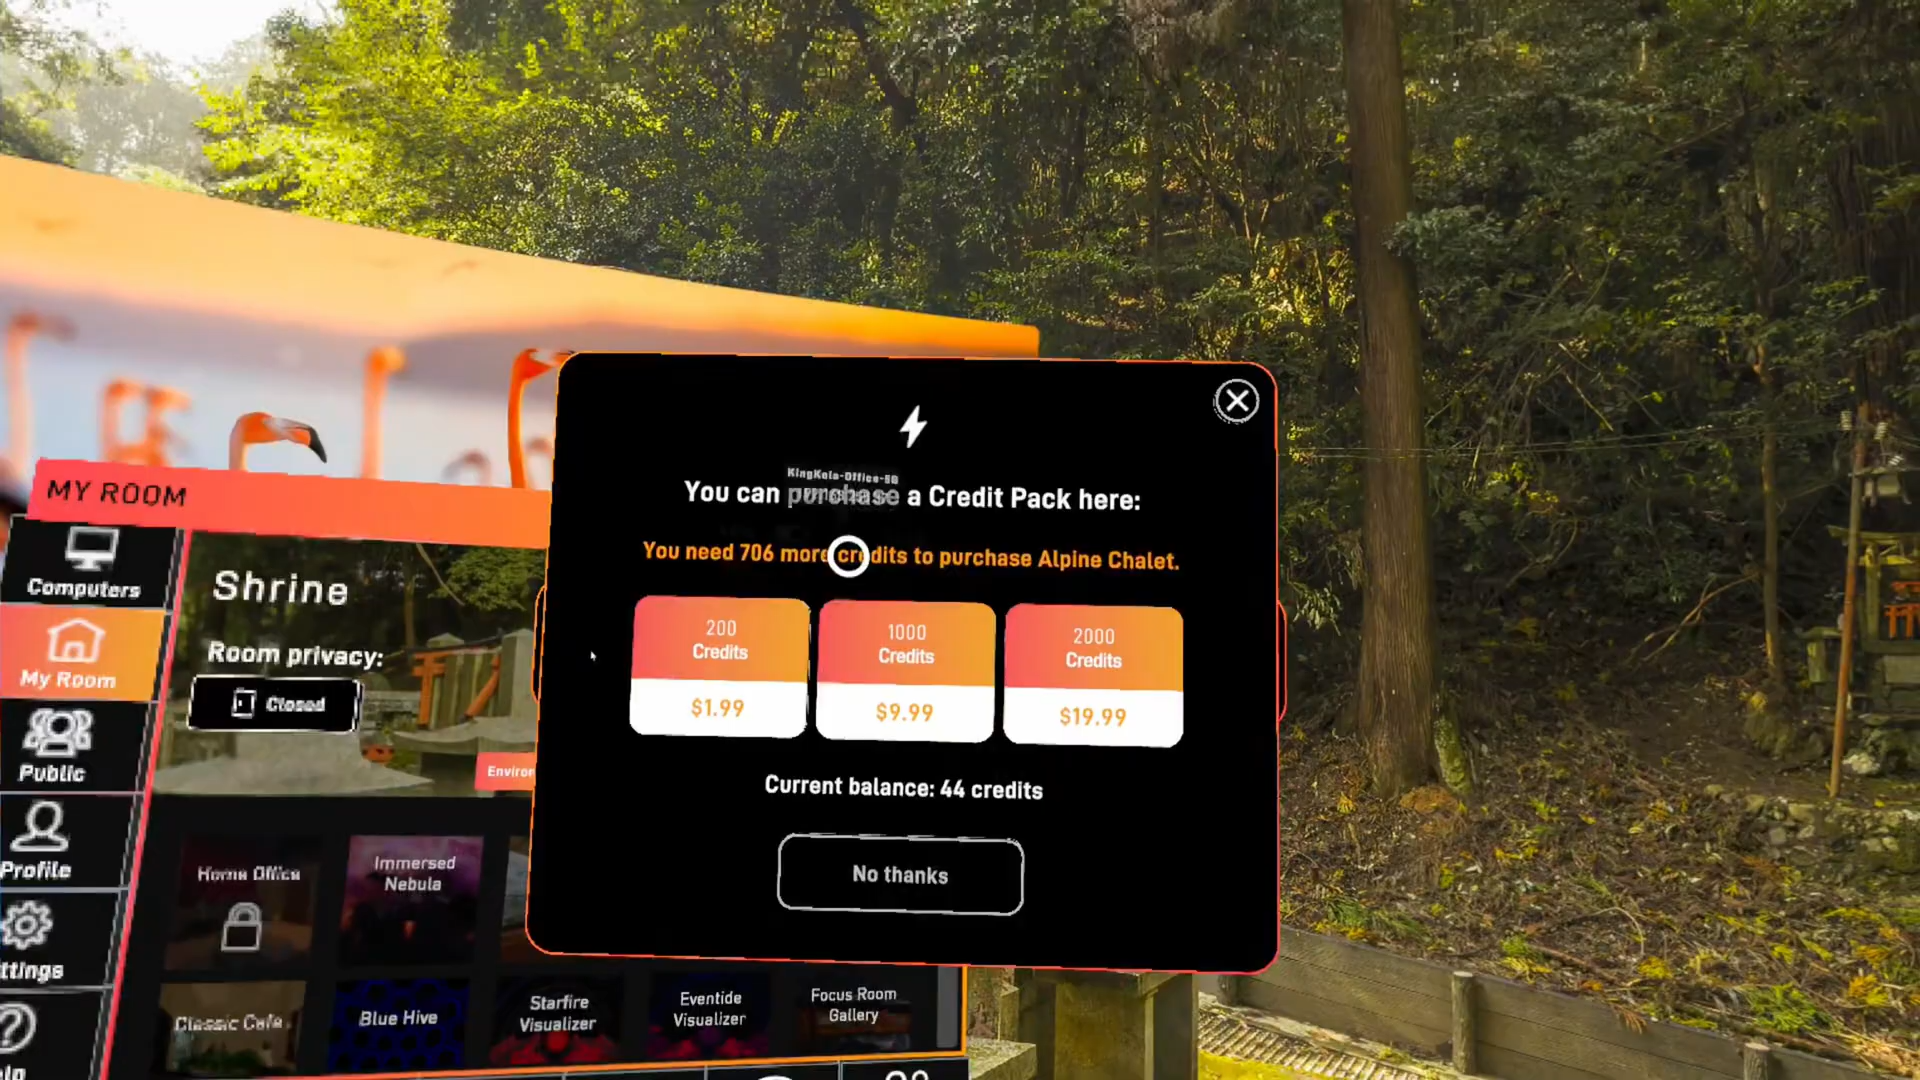 MY ROOM
Computers
My Room
Public
Profile
Shrine
Room privacy:
Closed
Home Office
Immersed
Nebula
Classic Cafe
Blue Hive
Starfire
Visualizer
Eventide
Visualizer
Focus Room
Gallery
You can purchase a Credit Pack here:
You need 706 more credits to purchase Alpine Chalet.
200
Credits
$1.99
1000
Credits
$9.99
2000
Credits
$19.99
Current balance: 44 credits
No thanks